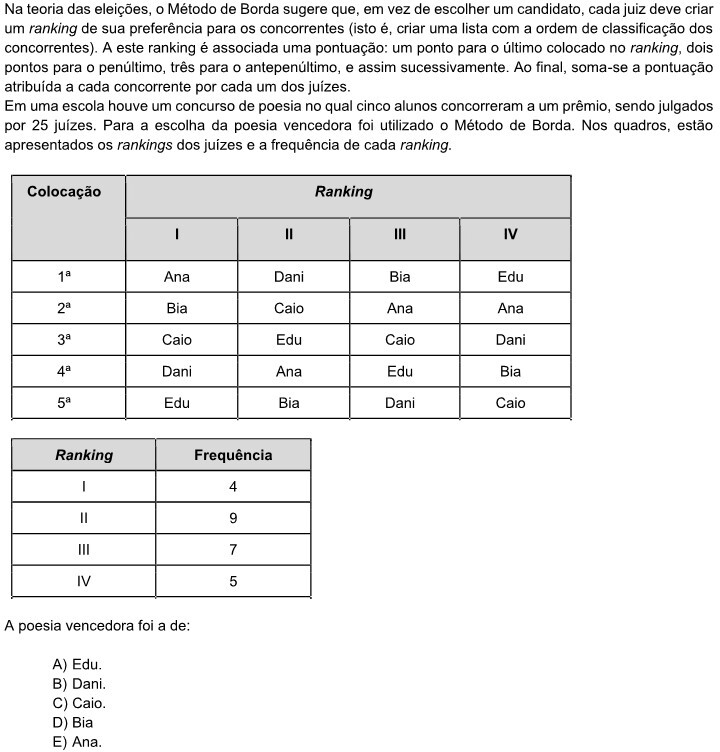 Na teoria das eleições, o Método de Borda sugere que, em vez de escolher um candidato, cada juiz deve criar
um ranking de sua preferência para os concorrentes (isto é, criar uma lista com a ordem de classificação dos
concorrentes). A este ranking é associada uma pontuação: um ponto para o último colocado no ranking, dois
pontos para o penúltimo, três para o antepenúltimo, e assim sucessivamente. Ao final, soma-se a pontuação
atribuída a cada concorrente por cada um dos juízes.
Em uma escola houve um concurso de poesia no qual cinco alunos concorreram a um prêmio, sendo julgados
por 25 juízes. Para a escolha da poesia vencedora foi utilizado o Método de Borda. Nos quadros, estão
apresentados os rankings dos juízes e a frequência de cada ranking.
Colocação Ranking
I II III IV
1ª Ana Dani Bia Edu
2ª Bia Caio Ana Ana
3ª Caio Edu Caio Dani
4ª Dani Ana Edu Bia
5ª Edu Bia Dani Caio
Ranking Frequência
I 4
II 9
III 7
IV 5
A poesia vencedora foi a de:
A) Edu.
B) Dani.
C) Caio.
D) Bia
E) Ana.